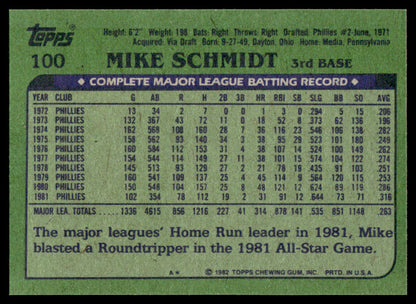 Topps
100
Height: 6'2" Weight: 198 Bats: Right Throws: Right Drafted: Phillies #2-June, 1971
Acquired: Via Draft Born: 9-27-49, Dayton, Ohio Home: Media, Pennsylvania
MIKE SCHMIDT 3rd BASE
COMPLETE MAJOR LEAGUE BATTING RECORD
YEAR CLUB G AB R H 2B 3B HR RBI SB SLG BB SO AVG
1972 PHILLIES 13 34 2 7 0 0 1 3 0 .294 5 15 .206
1973 PHILLIES 132 367 43 72 11 0 18 52 8 .373 62 136 .196
1974 PHILLIES 162 568 108 160 28 7 36 116 23 .546 106 138 .282
1975 PHILLIES 158 562 93 140 34 3 38 95 29 .523 101 180 .249
1976 PHILLIES 160 584 112 153 31 4 38 107 14 .524 100 149 .262
1977 PHILLIES 154 544 114 149 27 11 38 101 15 .574 104 122 .274
1978 PHILLIES 145 513 93 129 27 2 21 78 19 .435 91 103 .251
1979 PHILLIES 160 541 109 137 25 4 45 114 9 .564 120 115 .253
1980 PHILLIES 150 548 104 157 25 8 48 121 12 .624 89 119 .286
1981 PHILLIES 102 354 78 112 19 2 31 91 12 .644 73 71 .316
MAJOR LEA. TOTALS 1336 4615 856 1216 227 41 314 878 141 .535 851 1148 .263
The major leagues' Home Run leader in 1981, Mike
blasted a Roundtripper in the 1981 All-Star Game.
A* © 1982 TOPPS CHEWING GUM, INC. PRTD. IN U.S.A.